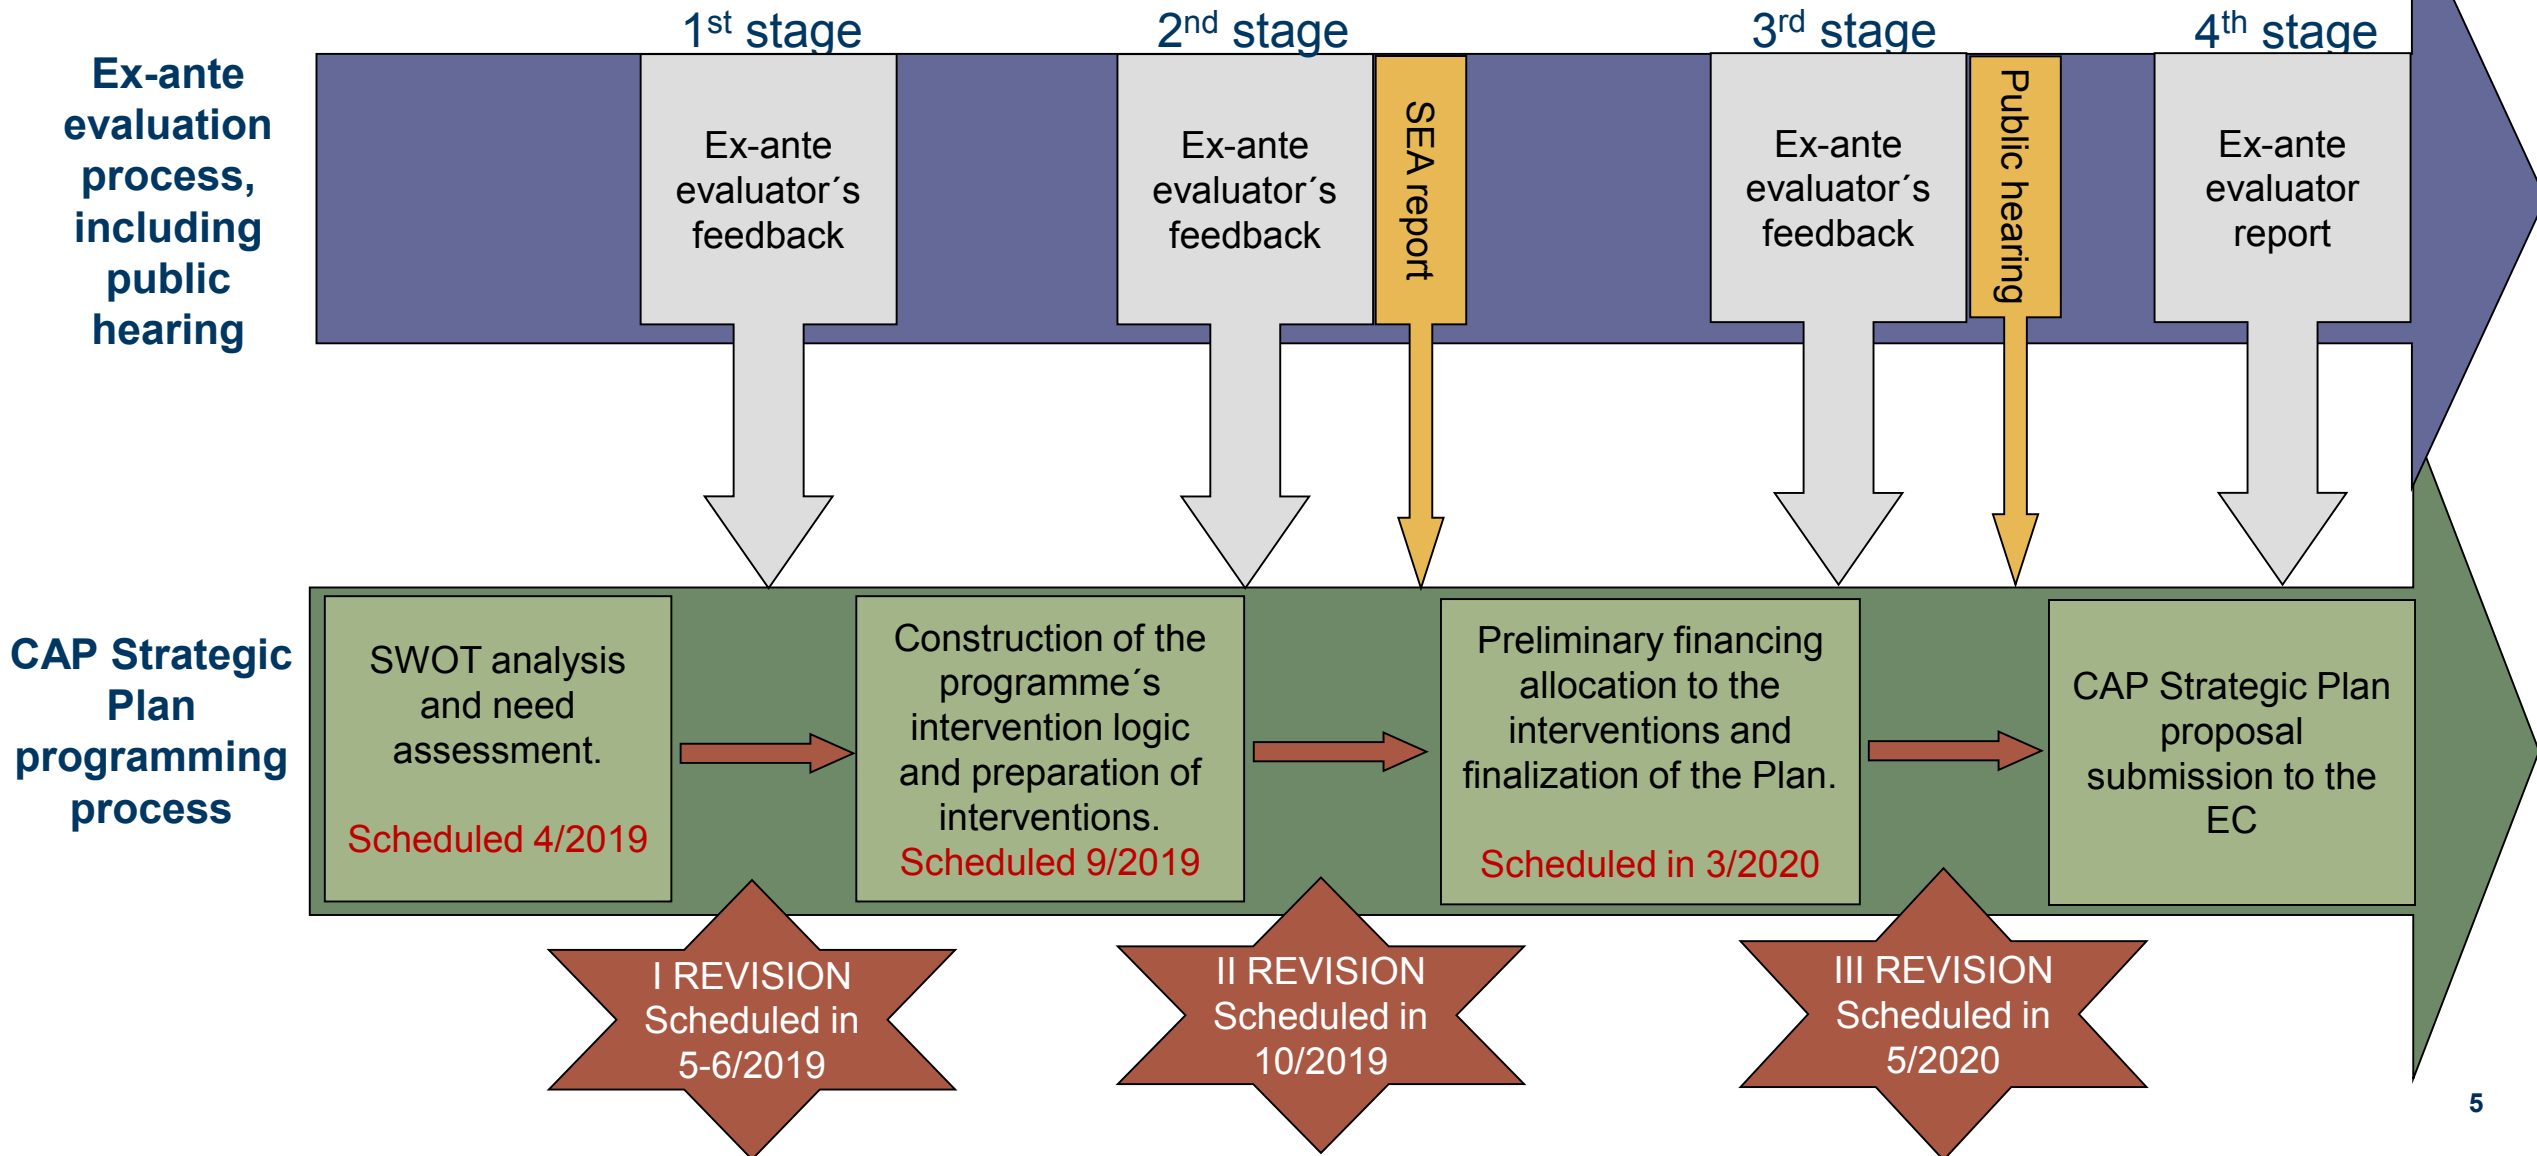 1st stage
2nd stage
3rd stage
4th stage
Ex-ante
evaluation
process,
including
public
hearing
Ex-ante
evaluator´s
feedback
Ex-ante
evaluator´s
feedback
SEA report
Ex-ante
evaluator´s
feedback
Public hearing
Ex-ante
evaluator
report
CAP Strategic
Plan
programming
process
SWOT analysis
and need
assessment.
Scheduled 4/2019
Construction of the
programme´s
intervention logic
and preparation of
interventions.
Scheduled 9/2019
Preliminary financing
allocation to the
interventions and
finalization of the Plan.
Scheduled in 3/2020
CAP Strategic Plan
proposal
submission to the
EC
I REVISION
Scheduled in
5-6/2019
II REVISION
Scheduled in
10/2019
III REVISION
Scheduled in
5/2020
5